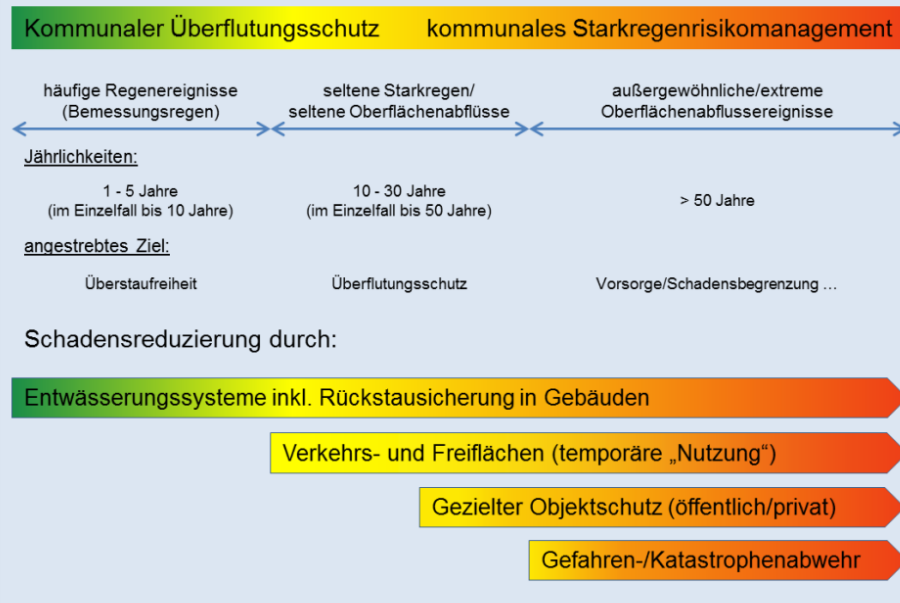 Kommunaler Überflutungsschutz kommunales Starkregenrisikomanagement
häufige Regenereignisse
(Bemessungsregen)
seltene Starkregen/
seltene Oberflächenabflüsse
außergewöhnliche/extreme
Oberflächenabflussereignisse
Jährlichkeiten:
1 - 5 Jahre
(im Einzelfall bis 10 Jahre)
10 - 30 Jahre
(im Einzelfall bis 50 Jahre)
> 50 Jahre
angestrebtes Ziel:
Überstaufreiheit
Überflutungsschutz
Vorsorge/Schadensbegrenzung ...
Schadensreduzierung durch:
Entwässerungssysteme inkl. Rückstausicherung in Gebäuden
Verkehrs- und Freiflächen (temporäre „Nutzung“)
Gezielter Objektschutz (öffentlich/privat)
Gefahren-/Katastrophenabwehr